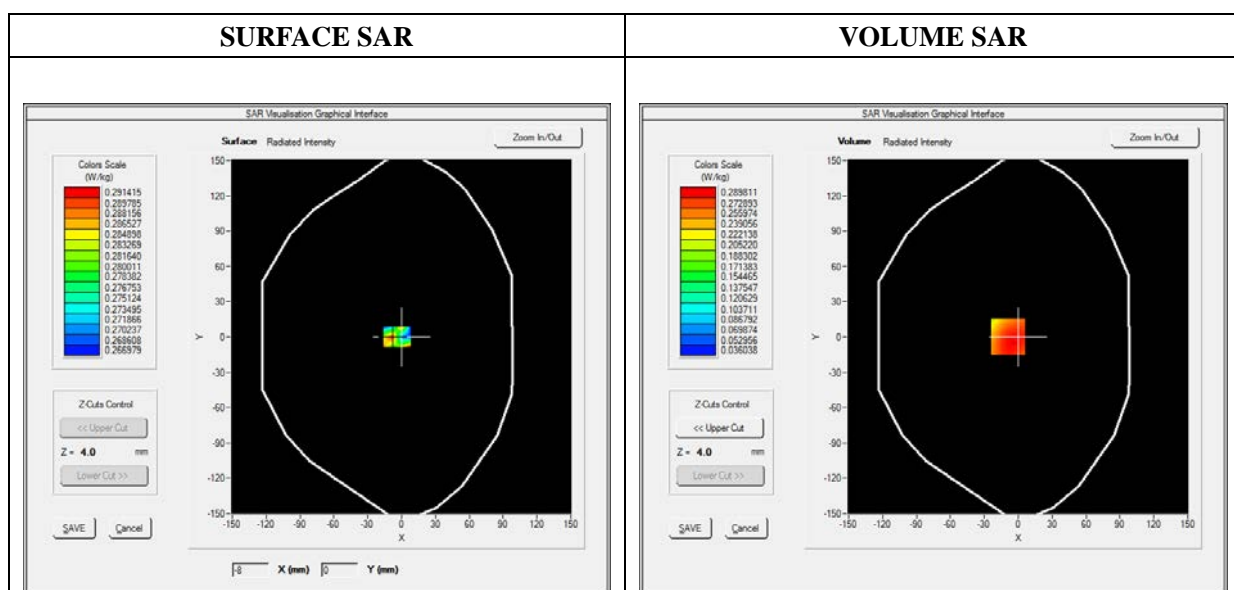 SURFACE SAR
VOLUME SAR
SAR Visualisation Graphical Interface
Surface Radiated Intensity
Zoom In/Out
Colors Scale
(W/kg)
0.291415
0.289785
0.288156
0.286527
0.284898
0.283269
0.281640
0.280011
0.278382
0.276753
0.275124
0.273495
0.271866
0.270237
0.268608
0.266979
Z-Cuts Control
<< Upper Cut
Z = 4.0 mm
Lower Cut >>
SAVE Cancel
150
120
90
60
30
0
-30
-60
-90
-120
-150
Y
-150 -120 -90 -60 -30 0 30 60 90 120 150
X
-8 X (mm) 0 Y (mm)
SAR Visualisation Graphical Interface
Volume Radiated Intensity
Zoom In/Out
Colors Scale
(W/kg)
0.289811
0.272893
0.255974
0.239056
0.222138
0.205220
0.188302
0.171383
0.154465
0.137547
0.120629
0.103711
0.086792
0.069874
0.052956
0.036038
Z-Cuts Control
<< Upper Cut
Z = 4.0 mm
Lower Cut >>
SAVE Cancel
150
120
90
60
30
0
-30
-60
-90
-120
-150
Y
-150 -120 -90 -60 -30 0 30 60 90 120 150
X